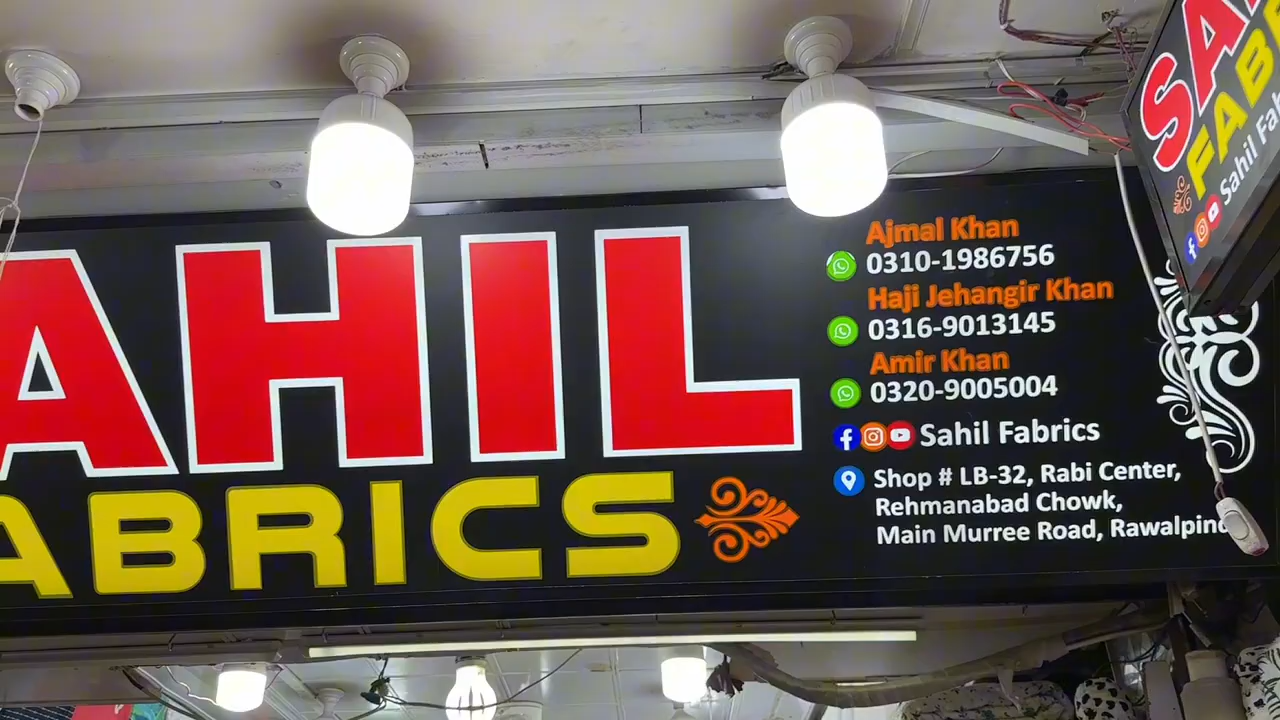 AHIL
ABRICS
Ajmal Khan
0310-1986756
Haji Jehangir Khan
0316-9013145
Amir Khan
0320-9005004
Sahil Fabrics
Shop # LB-32, Rabi Center,
Rehmanabad Chowk,
Main Murree Road, Rawalpind
SA
FAB
Sahil Fa